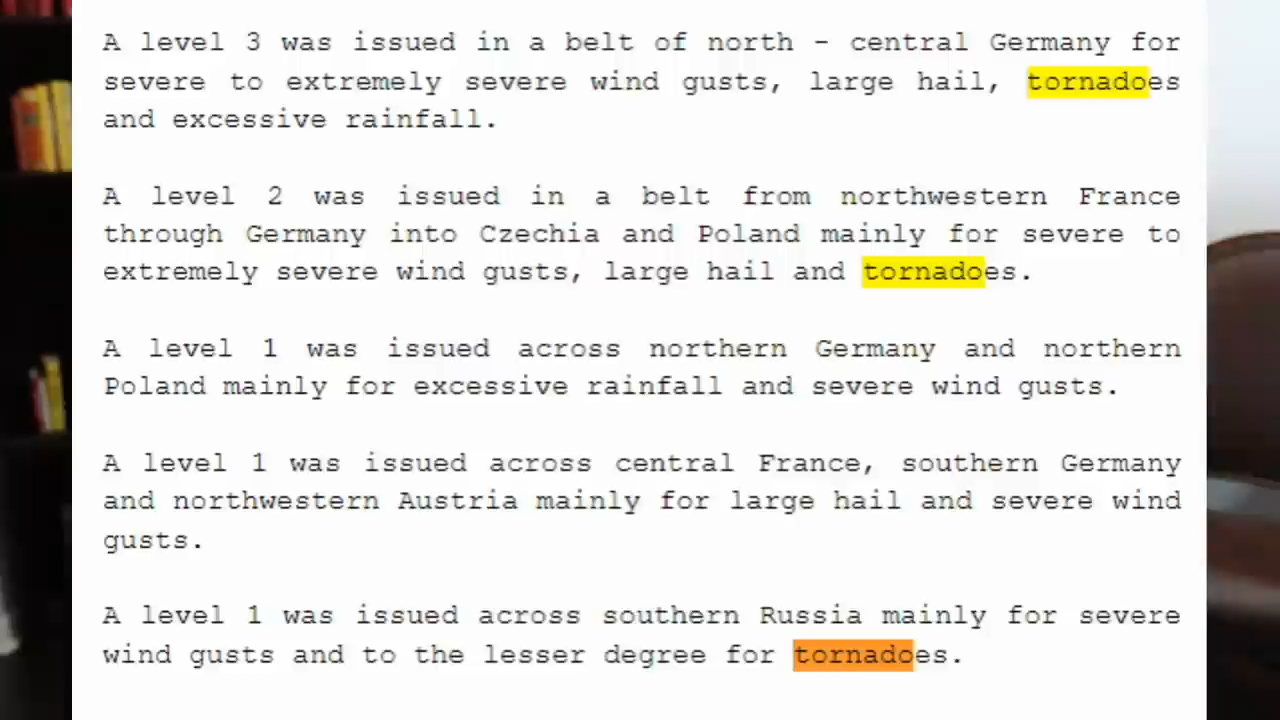 A level 3 was issued in a belt of north - central Germany for
severe to extremely severe wind gusts, large hail, tornadoes
and excessive rainfall.
A level 2 was issued in a belt from northwestern France
through Germany into Czechia and Poland mainly for severe to
extremely severe wind gusts, large hail and tornadoes.
A level 1 was issued across northern Germany and northern
Poland mainly for excessive rainfall and severe wind gusts.
A level 1 was issued across central France, southern Germany
and northwestern Austria mainly for large hail and severe wind
gusts.
A level 1 was issued across southern Russia mainly for severe
wind gusts and to the lesser degree for tornadoes.